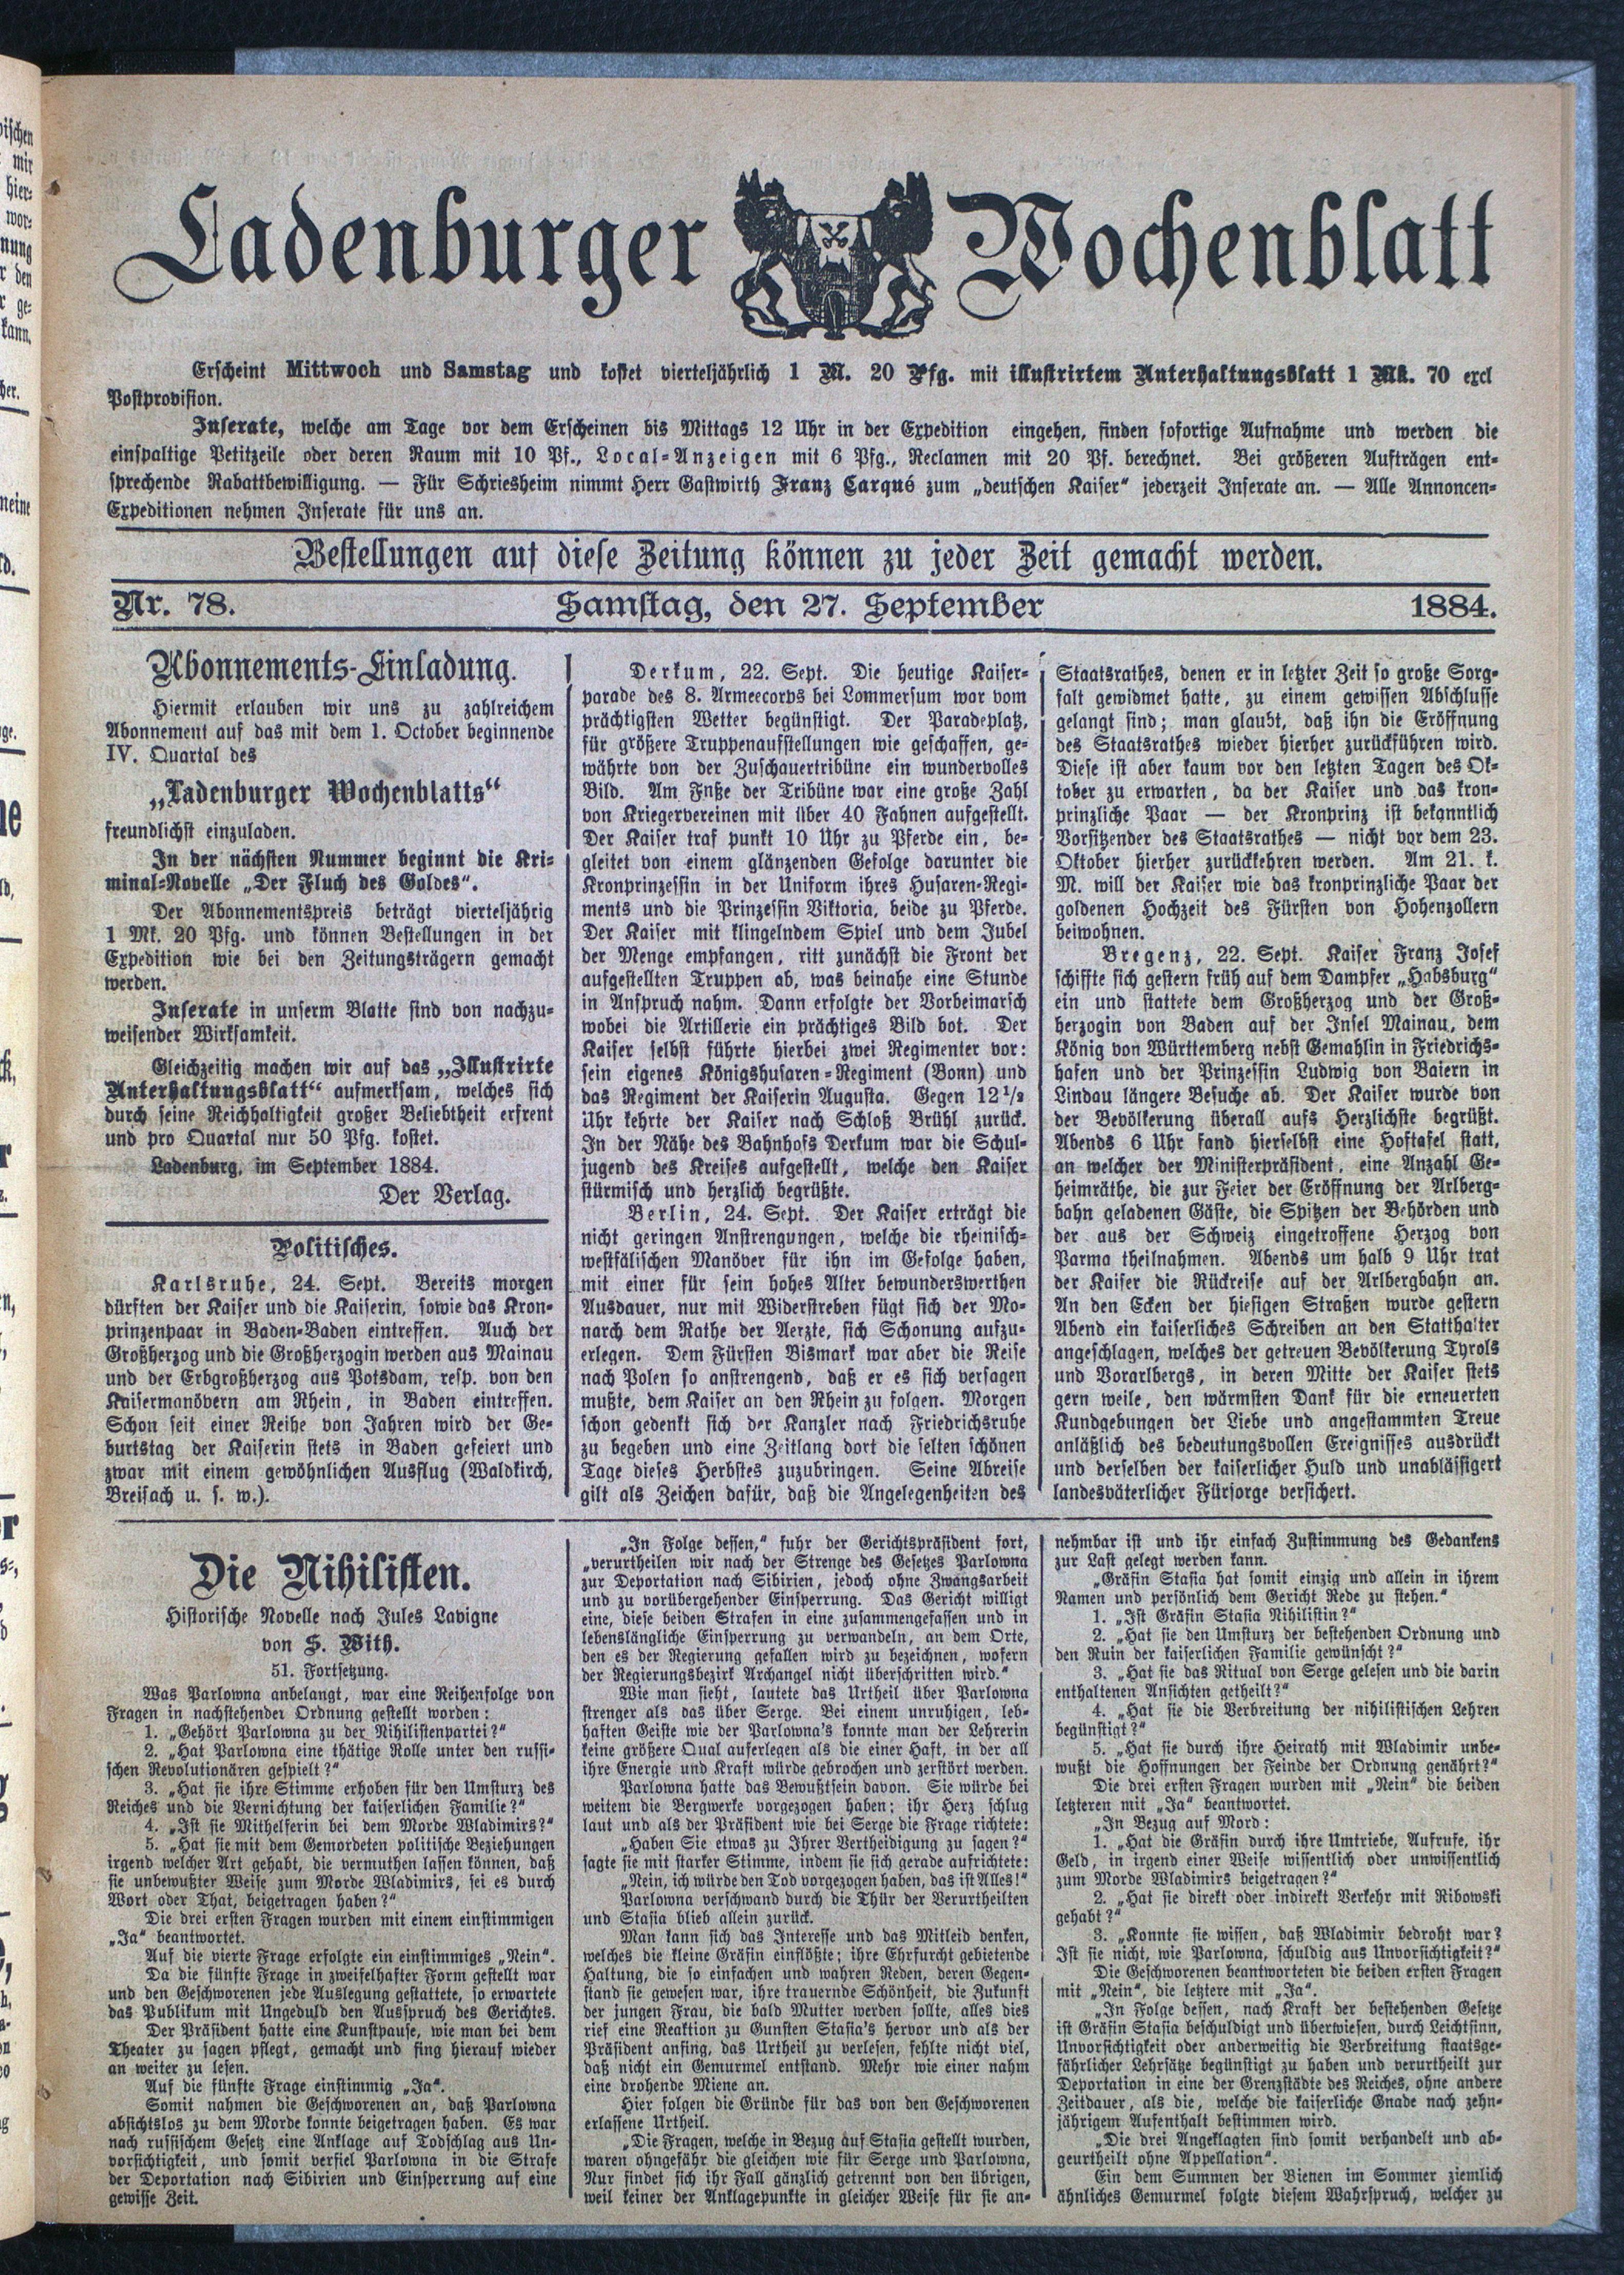 Ladenburger Wochenblatt
Erscheint Mittwoch und Samstag und kostet vierteljährlich 1 M. 20 Pfg. mit illustrirtem Unterhaltungsblatt 1 Mk. 70 excl
Postprovision.
Inserate, welche am Tage vor dem Erscheinen bis Mittags 12 Uhr in der Expedition eingehen, finden sofortige Aufnahme und werden die
einspaltige Petitzeile oder deren Raum mit 10 Pf., Local-Anzeigen mit 6 Pfg., Reclamen mit 20 Pf. berechnet. Bei größeren Aufträgen ent-
sprechende Rabattbewilligung. — Für Schriesheim nimmt Herr Gastwirth Franz Carqué zum „deutschen Kaiser“ jederzeit Inserate an. — Alle Annoncen-
Expeditionen nehmen Inserate für uns an.
Bestellungen auf diese Zeitung können zu jeder Zeit gemacht werden.
Nr. 78. Samstag, den 27. September 1884.
Abonnements-Einladung.
Hiermit erlauben wir uns zu zahlreichem
Abonnement auf das mit dem 1. October beginnende
IV. Quartal des
„Ladenburger Wochenblatts“
freundlichst einzuladen.
In der nächsten Nummer beginnt die Kri-
minal-Novelle „Der Fluch des Goldes“.
Der Abonnementspreis beträgt vierteljährig
1 Mk. 20 Pfg. und können Bestellungen in der
Expedition wie bei den Zeitungsträgern gemacht
werden.
Inserate in unserm Blatte sind von nachzu-
weisender Wirksamkeit.
Gleichzeitig machen wir auf das „Illustrirte
Unterhaltungsblatt“ aufmerksam, welches sich
durch seine Reichhaltigkeit großer Beliebtheit erfrent
und pro Quartal nur 50 Pfg. kostet.
Ladenburg, im September 1884.
Der Verlag.
Politisches.
Karlsruhe, 24. Sept. Bereits morgen
dürften der Kaiser und die Kaiserin, sowie das Kron-
prinzenpaar in Baden-Baden eintreffen. Auch der
Großherzog und die Großherzogin werden aus Mainau
und der Erbgroßherzog aus Potsdam, resp. von den
Kaisermanövern am Rhein, in Baden eintreffen.
Schon seit einer Reihe von Jahren wird der Ge-
burtstag der Kaiserin stets in Baden gefeiert und
zwar mit einem gewöhnlichen Ausflug (Waldkirch,
Breisach u. s. w.).
Derkum, 22. Sept. Die heutige Kaiser-
parade des 8. Armeecorps bei Lommersum war vom
prächtigsten Wetter begünstigt. Der Paradeplatz,
für größere Truppenaufstellungen wie geschaffen, ge-
währte von der Zuschauertribüne ein wundervolles
Bild. Am Fnße der Tribüne war eine große Zahl
von Kriegervereinen mit über 40 Fahnen aufgestellt.
Der Kaiser traf punkt 10 Uhr zu Pferde ein, be-
gleitet von einem glänzenden Gefolge darunter die
Kronprinzessin in der Uniform ihres Husaren-Regi-
ments und die Prinzessin Viktoria, beide zu Pferde.
Der Kaiser mit klingelndem Spiel und dem Jubel
der Menge empfangen, ritt zunächst die Front der
aufgestellten Truppen ab, was beinahe eine Stunde
in Anspruch nahm. Dann erfolgte der Vorbeimarsch
wobei die Artillerie ein prächtiges Bild bot. Der
Kaiser selbst führte hierbei zwei Regimenter vor:
sein eigenes Königshusaren-Regiment (Bonn) und
das Regiment der Kaiserin Augusta. Gegen 12½
Uhr kehrte der Kaiser nach Schloß Brühl zurück.
In der Nähe des Bahnhofs Derkum war die Schul-
jugend des Kreises aufgestellt, welche den Kaiser
stürmisch und herzlich begrüßte.
Berlin, 24. Sept. Der Kaiser erträgt die
nicht geringen Anstrengungen, welche die rheinisch-
westfälischen Manöver für ihn im Gefolge haben,
mit einer für sein hohes Alter bewunderswerthen
Ausdauer, nur mit Widerstreben fügt sich der Mo-
narch dem Rathe der Aerzte, sich Schonung aufzu-
erlegen. Dem Fürsten Bismark war aber die Reise
nach Polen so anstrengend, daß er es sich versagen
mußte, dem Kaiser an den Rhein zu folgen. Morgen
schon gedenkt sich der Kanzler nach Friedrichsruhe
zu begeben und eine Zeitlang dort die selten schönen
Tage dieses Herbstes zuzubringen. Seine Abreise
gilt als Zeichen dafür, daß die Angelegenheiten des
Staatsrathes, denen er in letzter Zeit so große Sorg-
falt gewidmet hatte, zu einem gewissen Abschlusse
gelangt sind; man glaubt, daß ihn die Eröffnung
des Staatsrathes wieder hierher zurückführen wird.
Diese ist aber kaum vor den letzten Tagen des Ok-
tober zu erwarten, da der Kaiser und das kron-
prinzliche Paar — der Kronprinz ist bekanntlich
Vorsitzender des Staatsrathes — nicht vor dem 23.
Oktober hierher zurückkehren werden. Am 21. k.
M. will der Kaiser wie das kronprinzliche Paar der
goldenen Hochzeit des Fürsten von Hohenzollern
beiwohnen.
Bregenz, 22. Sept. Kaiser Franz Josef
schiffte sich gestern früh auf dem Dampfer „Habsburg“
ein und stattete dem Großherzog und der Groß-
herzogin von Baden auf der Insel Mainau, dem
König von Württemberg nebst Gemahlin in Friedrichs-
hafen und der Prinzessin Ludwig von Baiern in
Lindau längere Besuche ab. Der Kaiser wurde von
der Bevölkerung überall aufs Herzlichste begrüßt.
Abends 6 Uhr fand hierselbst eine Hoftafel statt,
an welcher der Ministerpräsident, eine Anzahl Ge-
heimräthe, die zur Feier der Eröffnung der Arlberg-
bahn geladenen Gäste, die Spitzen der Behörden und
der aus der Schweiz eingetroffene Herzog von
Parma theilnahmen. Abends um halb 9 Uhr trat
der Kaiser die Rückreise auf der Arlbergbahn an.
An den Ecken der hiesigen Straßen wurde gestern
Abend ein kaiserliches Schreiben an den Statthalter
angeschlagen, welches der getreuen Bevölkerung Tyrols
und Vorarlbergs, in deren Mitte der Kaiser stets
gern weile, den wärmsten Dank für die erneuerten
Kundgebungen der Liebe und angestammten Treue
anläßlich des bedeutungsvollen Ereignisses ausdrückt
und derselben der kaiserlicher Huld und unablässigert
landesväterlicher Fürsorge versichert.
Die Nihilisten.
Historische Novelle nach Jules Lavigne
von S. With.
51. Fortsetzung.
Was Parlowna anbelangt, war eine Reihenfolge von
Fragen in nachstehender Ordnung gestellt worden:
1. „Gehört Parlowna zu der Nihilistenpartei?“
2. „Hat Parlowna eine thätige Rolle unter den russi-
schen Revolutionären gespielt?“
3. „Hat sie ihre Stimme erhoben für den Umsturz des
Reiches und die Vernichtung der kaiserlichen Familie?“
4. „Ist sie Mithelferin bei dem Morde Wladimirs?“
5. „Hat sie mit dem Gemordeten politische Beziehungen
irgend welcher Art gehabt, die vermuthen lassen können, daß
sie unbewußter Weise zum Morde Wladimirs, sei es durch
Wort oder That, beigetragen haben?“
Die drei ersten Fragen wurden mit einem einstimmigen
„Ja“ beantwortet.
Auf die vierte Frage erfolgte ein einstimmiges „Nein“.
Da die fünfte Frage in zweifelhafter Form gestellt war
und den Geschworenen jede Auslegung gestattete, so erwartete
das Publikum mit Ungeduld den Ausspruch des Gerichtes.
Der Präsident hatte eine Kunstpause, wie man bei dem
Theater zu sagen pflegt, gemacht und fing hierauf wieder
an weiter zu lesen.
Auf die fünfte Frage einstimmig „Ja“.
Somit nahmen die Geschworenen an, daß Parlowna
absichtslos zu dem Morde konnte beigetragen haben. Es war
nach russischem Gesetz eine Anklage auf Todschlag aus Un-
vorsichtigkeit, und somit verfiel Parlowna in die Strafe
der Deportation nach Sibirien und Einsperrung auf eine
gewisse Zeit.
„In Folge dessen,“ fuhr der Gerichtspräsident fort,
„verurtheilen wir nach der Strenge des Gesetzes Parlowna
zur Deportation nach Sibirien, jedoch ohne Zwangsarbeit
und zu vorübergehender Einsperrung. Das Gericht willigt
eine, diese beiden Strafen in eine zusammengefassen und in
lebenslängliche Einsperrung zu verwandeln, an dem Orte,
den es der Regierung gefallen wird zu bezeichnen, wofern
der Regierungsbezirk Archangel nicht überschritten wird.“
Wie man sieht, lautete das Urtheil über Parlowna
strenger als das über Serge. Bei einem unruhigen, leb-
haften Geiste wie der Parlowna's konnte man der Lehrerin
keine größere Qual auferlegen als die einer Haft, in der all
ihre Energie und Kraft würde gebrochen und zerstört werden.
Parlowna hatte das Bewußtsein davon. Sie würde bei
weitem die Bergwerke vorgezogen haben; ihr Herz schlug
laut und als der Präsident wie bei Serge die Frage richtete:
„Haben Sie etwas zu Ihrer Vertheidigung zu sagen?“
sagte sie mit starker Stimme, indem sie sich gerade aufrichtete:
„Nein, ich würde den Tod vorgezogen haben, das ist Alles!“
Parlowna verschwand durch die Thür der Verurtheilten
und Stasia blieb allein zurück.
Man kann sich das Interesse und das Mitleid denken,
welches die kleine Gräfin einflößte; ihre Ehrfurcht gebietende
Haltung, die so einfachen und wahren Reden, deren Gegen-
stand sie gewesen war, ihre trauernde Schönheit, die Zukunft
der jungen Frau, die bald Mutter werden sollte, alles dies
rief eine Reaktion zu Gunsten Stasia's hervor und als der
Präsident anfing, das Urtheil zu verlesen, fehlte nicht viel,
daß nicht ein Gemurmel entstand. Mehr wie einer nahm
eine drohende Miene an.
Hier folgen die Gründe für das von den Geschworenen
erlassene Urtheil.
„Die Fragen, welche in Bezug auf Stasia gestellt wurden,
waren ohngefähr die gleichen wie für Serge und Parlowna,
Nur findet sich ihr Fall gänzlich getrennt von den übrigen,
weil keiner der Anklagepunkte in gleicher Weise für sie an-
nehmbar ist und ihr einfach Zustimmung des Gedankens
zur Last gelegt werden kann.
„Gräfin Stasia hat somit einzig und allein in ihrem
Namen und persönlich dem Gericht Rede zu stehen.“
1. „Ist Gräfin Stasia Nihilistin?“
2. „Hat sie den Umsturz der bestehenden Ordnung und
den Ruin der kaiserlichen Familie gewünscht?“
3. „Hat sie das Ritual von Serge gelesen und die darin
enthaltenen Ansichten getheilt?“
4. „Hat sie die Verbreitung der nihilistischen Lehren
begünstigt?“
5. „Hat sie durch ihre Heirath mit Wladimir unbe-
wußt die Hoffnungen der Feinde der Ordnung genährt?“
Die drei ersten Fragen wurden mit „Nein“ die beiden
letzteren mit „Ja“ beantwortet.
„In Bezug auf Mord:
1. „Hat die Gräfin durch ihre Umtriebe, Aufrufe, ihr
Geld, in irgend einer Weise wissentlich oder unwissentlich
zum Morde Wladimirs beigetragen?“
2. „Hat sie direkt oder indirekt Verkehr mit Ribowski
gehabt?“
3. „Konnte sie wissen, daß Wladimir bedroht war?
Ist sie nicht, wie Parlowna, schuldig aus Unvorsichtigkeit?“
Die Geschworenen beantworteten die beiden ersten Fragen
mit „Nein“, die letztere mit „Ja“.
„In Folge dessen, nach Kraft der bestehenden Gesetze
ist Gräfin Stasia beschuldigt und überwiesen, durch Leichtsinn,
Unvorsichtigkeit oder anderweitig die Verbreitung staatsge-
fährlicher Lehrsätze begünstigt zu haben und verurtheilt zur
Deportation in eine der Grenzstädte des Reiches, ohne andere
Zeitdauer, als die, welche die kaiserliche Gnade nach zehn-
jährigem Aufenthalt bestimmen wird.
„Die drei Angeklagten sind somit verhandelt und ab-
geurtheilt ohne Appellation“.
Ein dem Summen der Bienen im Sommer ziemlich
ähnliches Gemurmel folgte diesem Wahrspruch, welcher zu